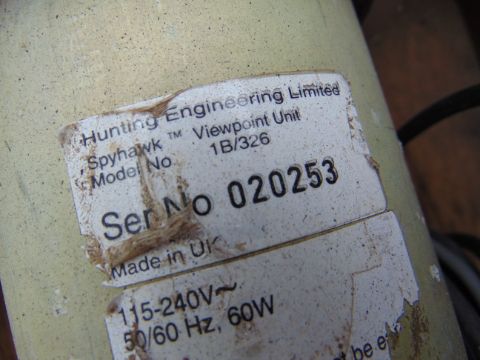 Hunting Engineering Limited
Spyhawk ™ Viewpoint Unit
Model No 1B/326
Ser No 020253
Made in UK
115-240V~
50/60 Hz, 60W
be